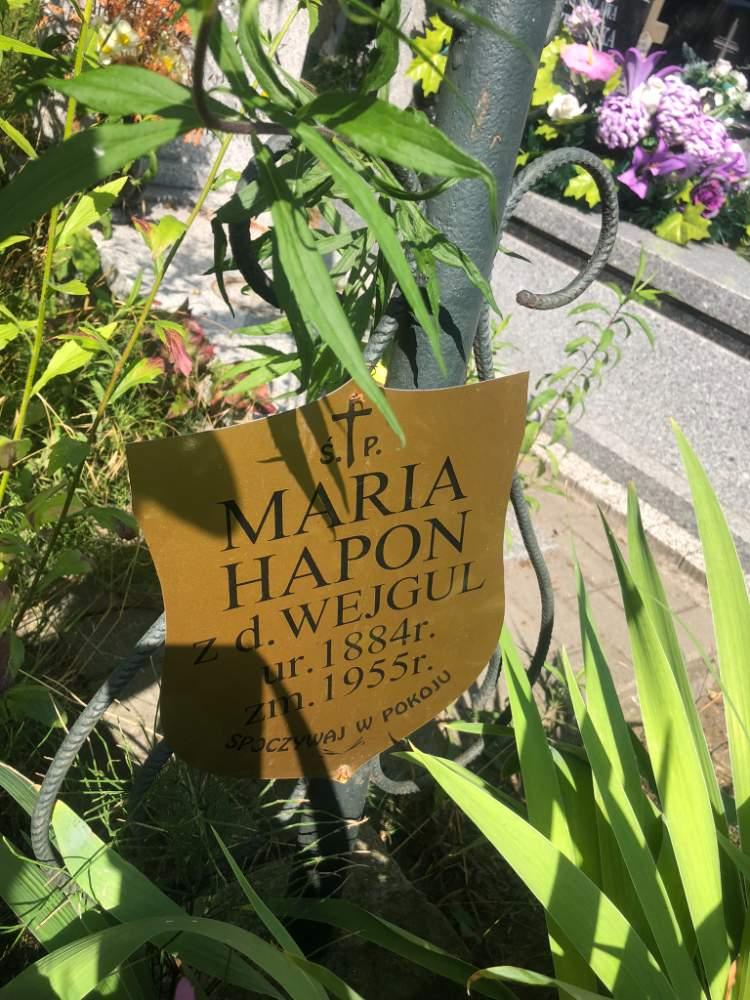 Ś.P.
MARIA
HAPON
z d. WEJGUL
ur. 1884r.
zm. 1955r.
SPOCZYWAJ W POKOJU